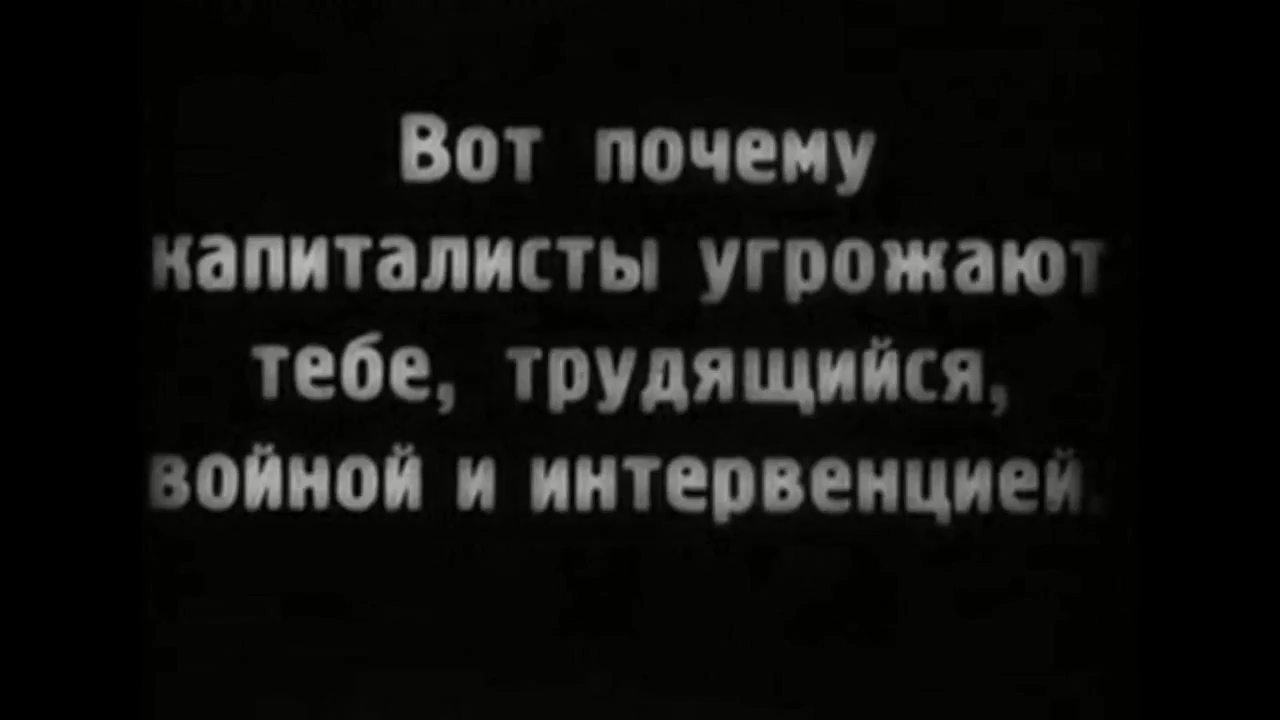 Вот почему
капиталисты угрожают
тебе, трудящийся,
войной и интервенцией.